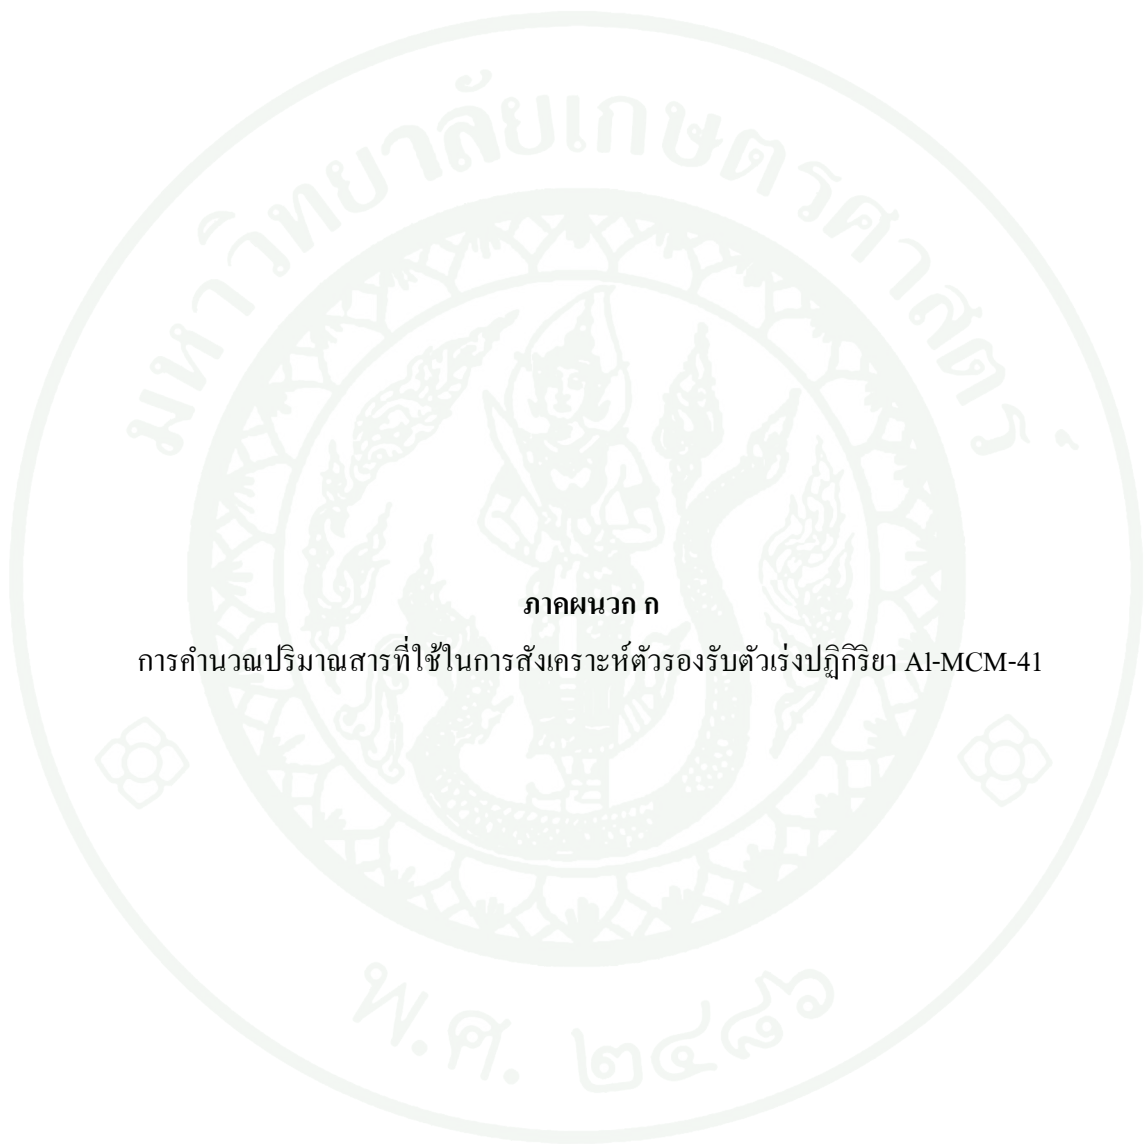 มหาวิทยาลัยเกษตรศาสตร์
ภาคผนวก ก
การคำนวณปริมาณสารที่ใช้ในการสังเคราะห์ตัวรองรับตัวเร่งปฏิกิริยา Al-MCM-41
พ.ศ. ๒๔๘๖